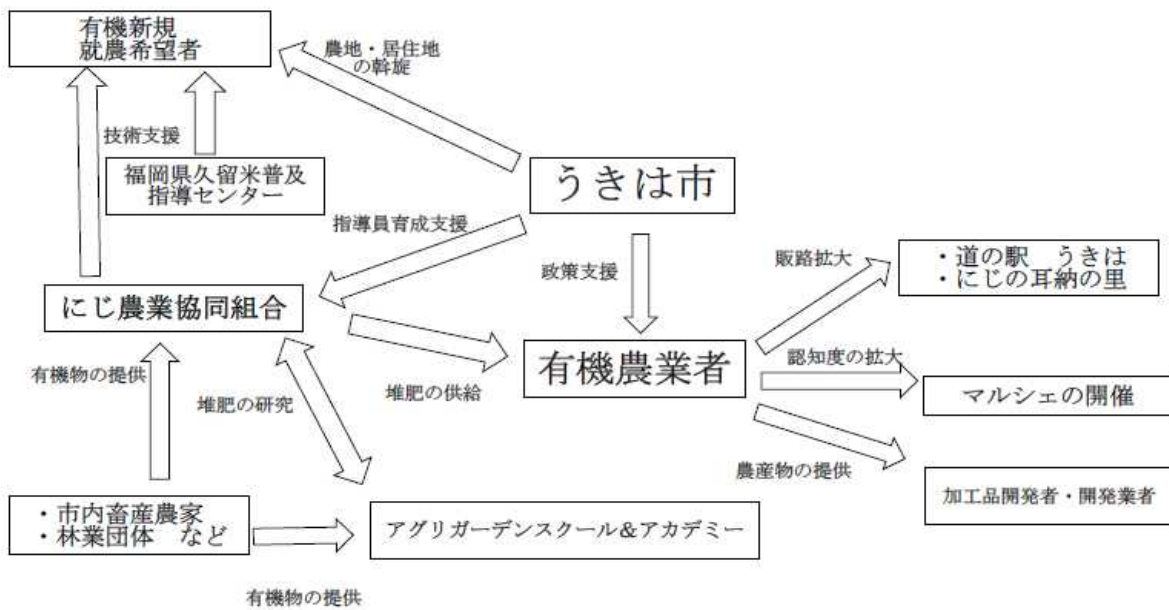 有機新規
就農希望者
農地・居住地
の斡旋
技術支援
福岡県久留米普及
指導センター
うきは市
指導員育成支援
政策支援
販路拡大
・道の駅　うきは
・にじの耳納の里
にじ農業協同組合
有機農業者
認知度の拡大
有機物の提供
堆肥の研究
堆肥の供給
マルシェの開催
農産物の提供
加工品開発者・開発業者
・市内畜産農家
・林業団体　など
アグリガーデンスクール＆アカデミー
有機物の提供